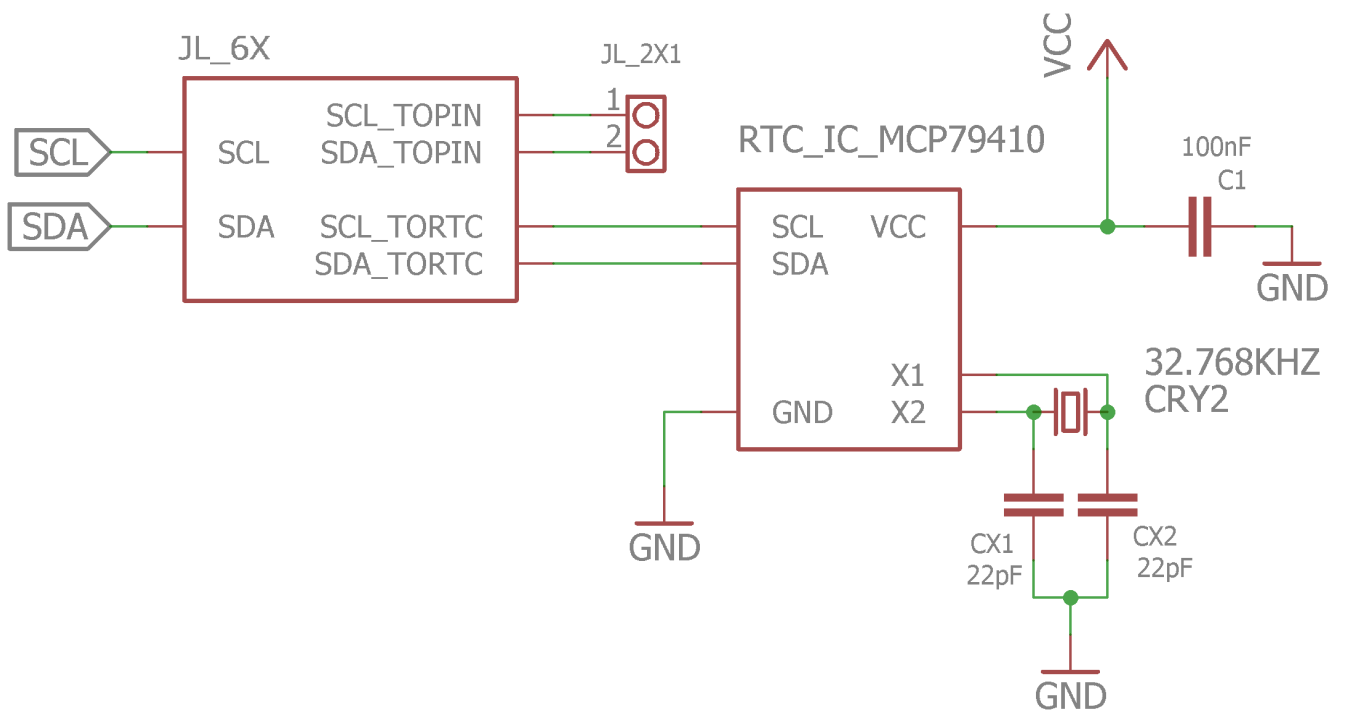 JL_6X
JL_2X1
VCC
SCL
SDA
SCL
SDA
SCL_TOPIN
SDA_TOPIN
SCL_TORTC
SDA_TORTC
1
2
RTC_IC_MCP79410
SCL
SDA
GND
VCC
X1
X2
100nF
C1
GND
32.768KHZ
CRY2
GND
CX1
22pF
CX2
22pF
GND